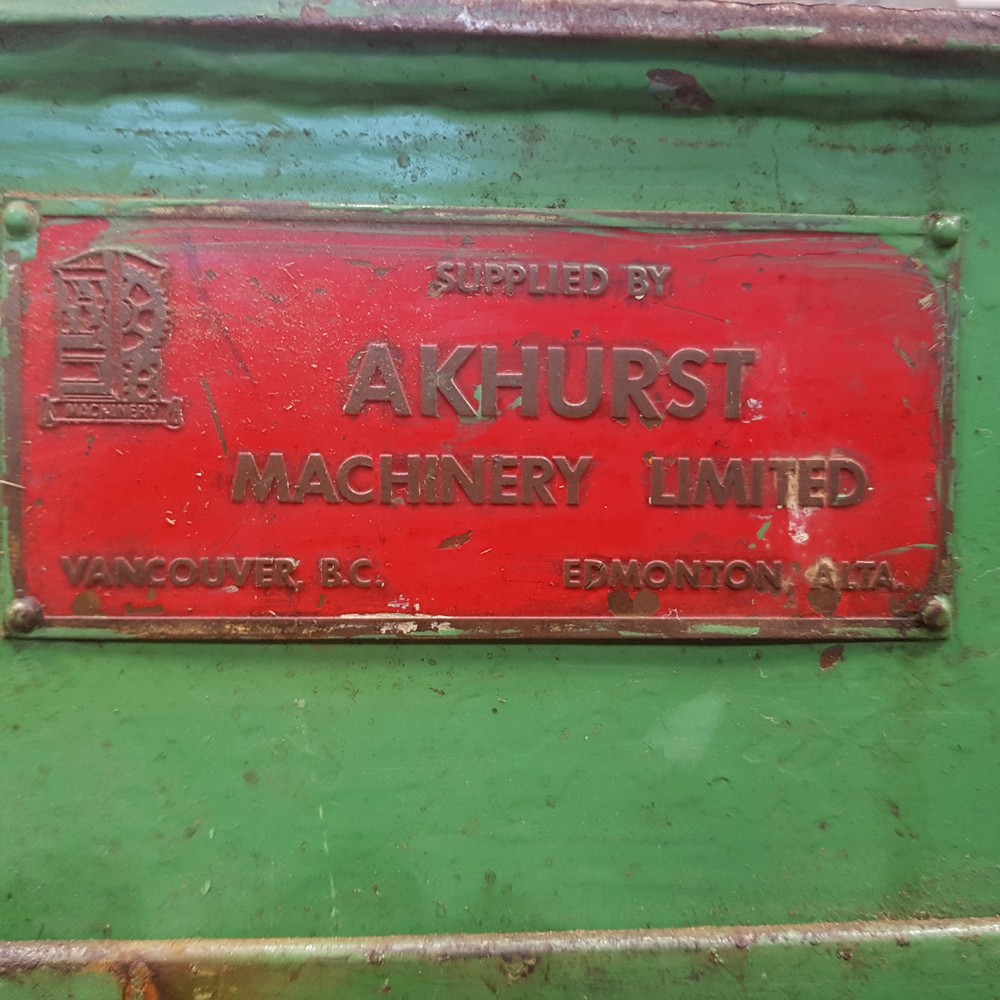 SUPPLIED BY
AKHURST
MACHINERY LIMITED
VANCOUVER, B.C. EDMONTON, ALTA.
MACHINERY